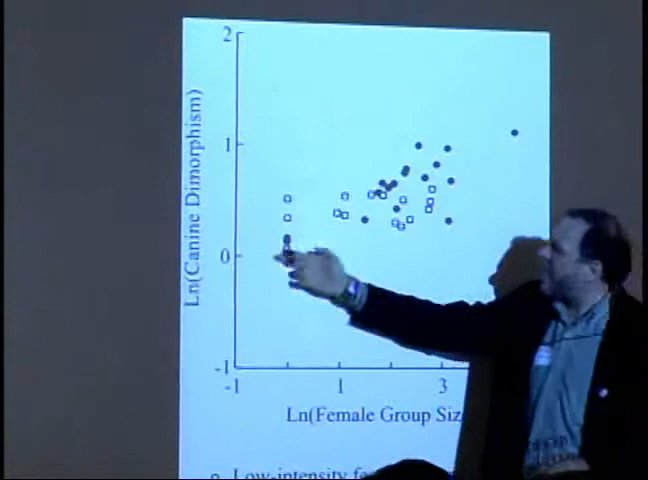 2
1
0
-1
Ln(Canine Dimorphism)
-1 1 3
Ln(Female Group Siz
Low-intensity fe